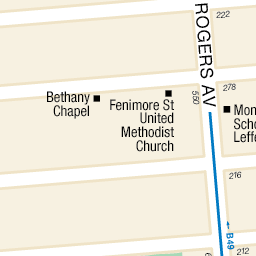 222
ROGERS AV
278
550
Bethany
Chapel
Fenimore St
United
Methodist
Church
Mon
Scho
Leffe
216
B49
212